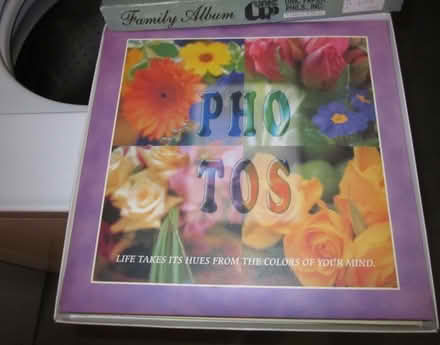 Family Album
PHO
TOS
LIFE TAKES ITS HUES FROM THE COLORS OF YOUR MIND.